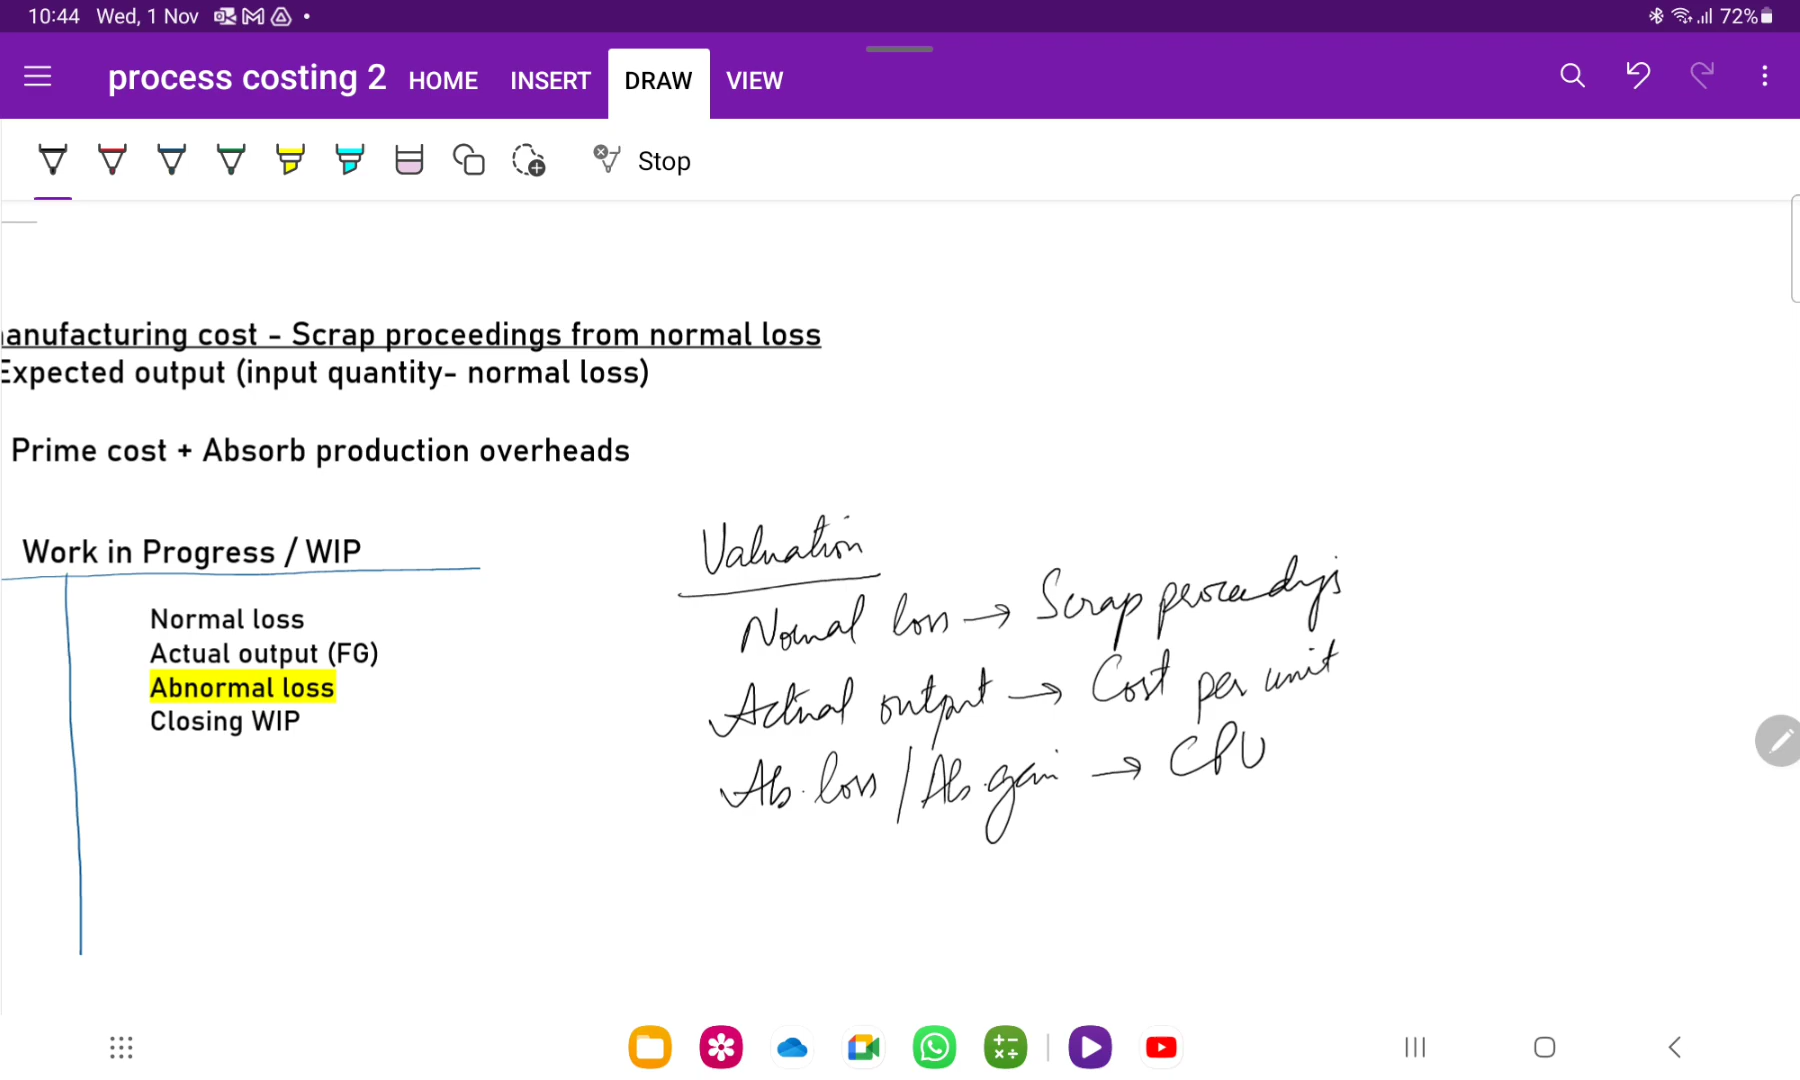 10:44 Wed, 1 Nov
72%
process costing 2 HOME INSERT DRAW VIEW
Stop
anufacturing cost - Scrap proceedings from normal loss
Expected output (input quantity- normal loss)
Prime cost + Absorb production overheads
Work in Progress / WIP
Normal loss
Actual output (FG)
Abnormal loss
Closing WIP
Valuation
Normal loss → Scrap proceedings
Actual output → Cost per unit
Ab. loss / Ab. gain → CPU